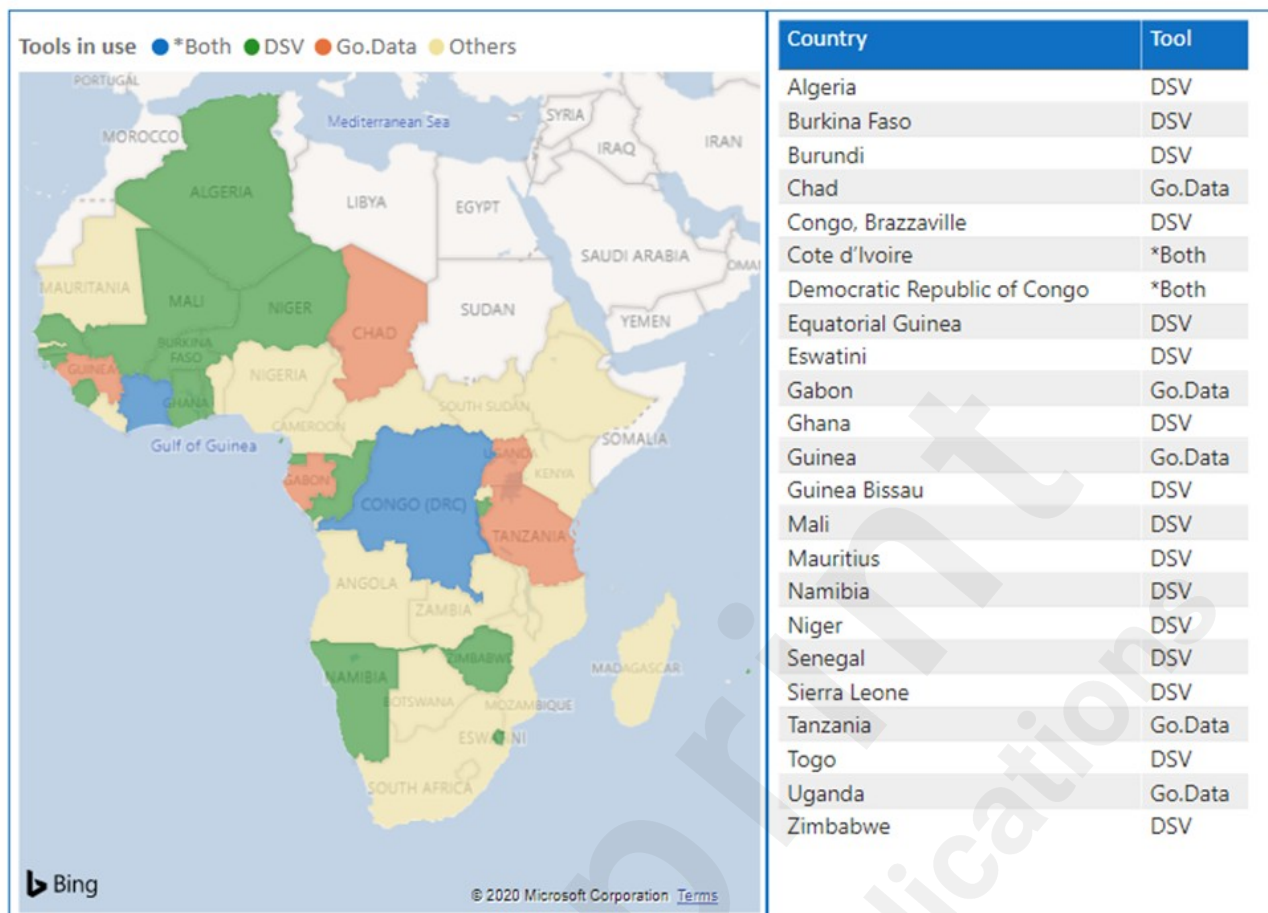 Tools in use *Both DSV Go.Data Others
PORTUGAL
MOROCCO
Mediterranean Sea
SYRIA
IRAQ
IRAN
ALGERIA
LIBYA
EGYPT
SAUDI ARABIA
OMAN
MAURITANIA
MALI
NIGER
CHAD
SUDAN
YEMEN
BURKINA
FASO
GUINEA
NIGERIA
GHANA
CAMEROON
SOUTH SUDAN
SOMALIA
Gulf of Guinea
UGANDA
KENYA
GABON
CONGO (DRC)
TANZANIA
ANGOLA
ZAMBIA
NAMIBIA
ZIMBABWE
MADAGASCAR
BOTSWANA
MOZAMBIQUE
ESWATINI
SOUTH AFRICA
Bing
© 2020 Microsoft Corporation Terms
Country Tool
Algeria DSV
Burkina Faso DSV
Burundi DSV
Chad Go.Data
Congo, Brazzaville DSV
Cote d’Ivoire *Both
Democratic Republic of Congo *Both
Equatorial Guinea DSV
Eswatini DSV
Gabon Go.Data
Ghana DSV
Guinea Go.Data
Guinea Bissau DSV
Mali DSV
Mauritius DSV
Namibia DSV
Niger DSV
Senegal DSV
Sierra Leone DSV
Tanzania Go.Data
Togo DSV
Uganda Go.Data
Zimbabwe DSV